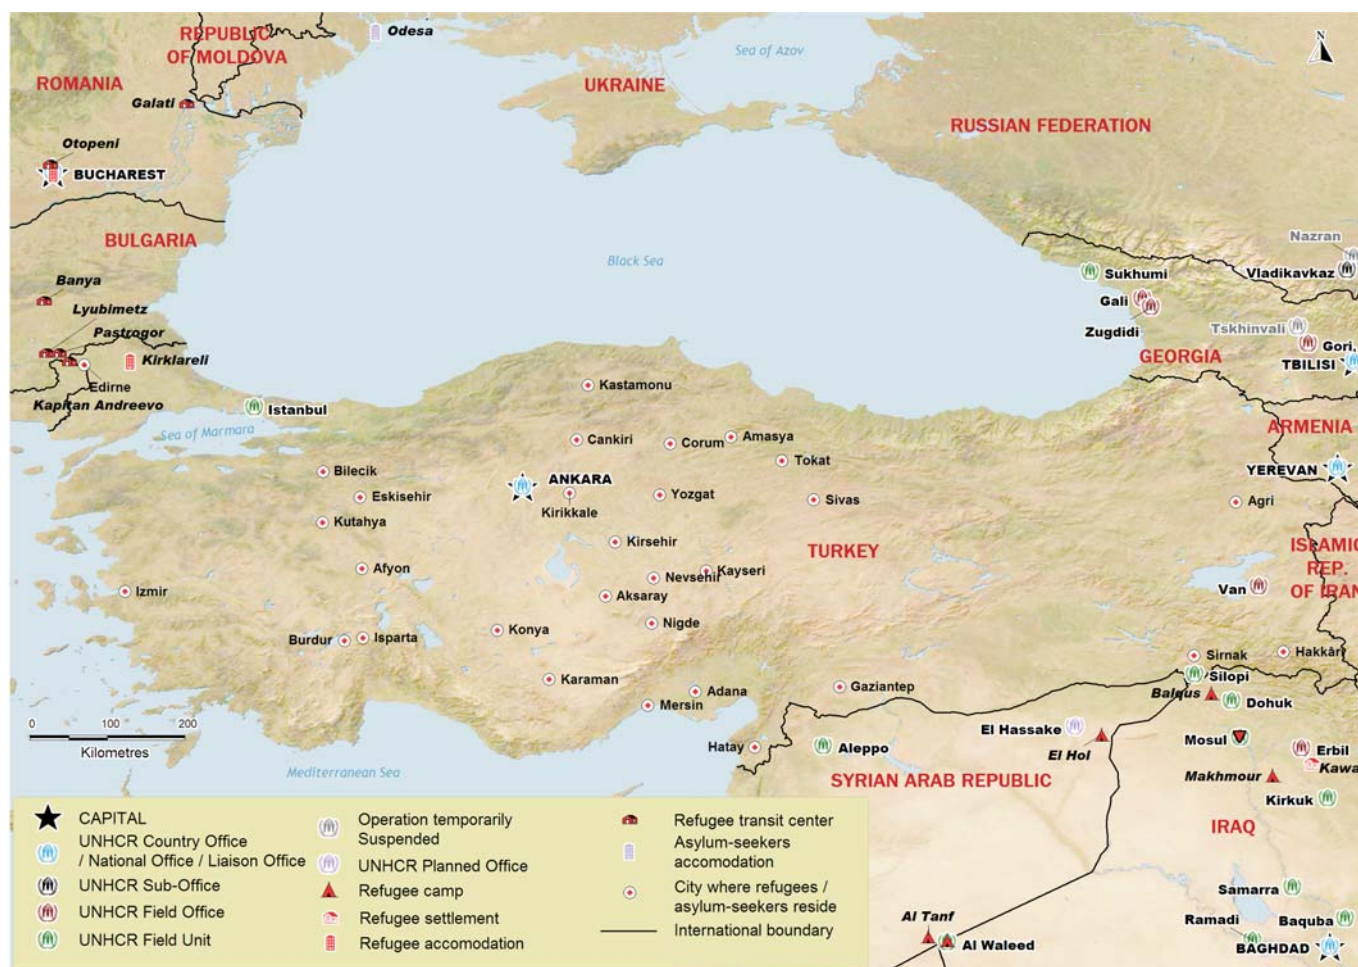 REPUBLIC
OF MOLDOVA
Odesa
Sea of Azov
N
ROMANIA
UKRAINE
Galati
RUSSIAN FEDERATION
Otopeni
BUCHAREST
BULGARIA
Nazran
Black Sea
Vladikavkaz
Sukhumi
Banya
Gali
Lyubimetz
Zugdidi
Tskhinvali
Pastrogor
Gori,
GEORGIA
TBILISI
Kirklareli
Edirne
Kapitan Andreevo
Kastamonu
Istanbul
Sea of Marmara
ARMENIA
Cankiri
Corum
Amasya
Tokat
YEREVAN
Bilecik
ANKARA
Eskisehir
Kirikkale
Yozgat
Sivas
Agri
Kutahya
Kirsehir
TURKEY
ISLAMIC
REP.
OF IRAN
Afyon
Nevsehir
Kayseri
Van
Izmir
Aksaray
Nigde
Konya
Burdur
Isparta
Sirnak
Hakkâri
Silopi
Karaman
Adana
Gaziantep
Balqus
Dohuk
Mersin
0 100 200
Kilometres
El Hassake
Hatay
Aleppo
El Hol
Mosul
Erbil
Kawa
Mediterranean Sea
SYRIAN ARAB REPUBLIC
Makhmour
Kirkuk
IRAQ
Samarra
Ramadi
Baquba
Al Tanf
Al Waleed
BAGHDAD
CAPITAL
UNHCR Country Office
/ National Office / Liaison Office
UNHCR Sub-Office
UNHCR Field Office
UNHCR Field Unit
Operation temporarily
Suspended
UNHCR Planned Office
Refugee camp
Refugee settlement
Refugee accomodation
Refugee transit center
Asylum-seekers
accomodation
City where refugees /
asylum-seekers reside
International boundary